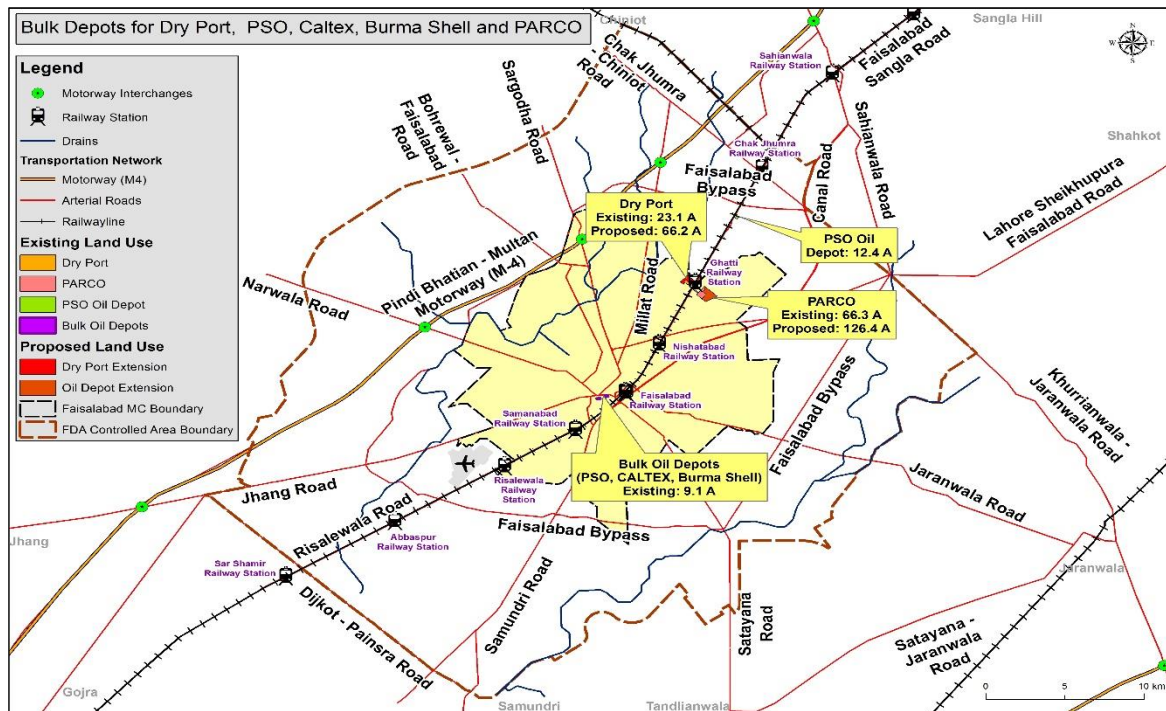 Bulk Depots for Dry Port, PSO, Caltex, Burma Shell and PARCO
Legend
Motorway Interchanges
Railway Station
Drains
Transportation Network
Motorway (M4)
Arterial Roads
Railwayline
Existing Land Use
Dry Port
PARCO
PSO Oil Depot
Bulk Oil Depots
Proposed Land Use
Dry Port Extension
Oil Depot Extension
Faisalabad MC Boundary
FDA Controlled Area Boundary
Chiniot
Sangla Hill
N
W
E
S
Chak Jhumra
- Chiniot
Road
Sahianwala
Railway Station
Faisalabad
Sangla Road
Sargodha Road
Bohrewal -
Faisalabad
Road
Shahkot
Chak Jhumra
Railway Station
Sahianwala Road
Canal Road
Faisalabad
Bypass
Lahore Sheikhupura
Faisalabad Road
Dry Port
Existing: 23.1 A
Proposed: 66.2 A
PSO Oil
Depot: 12.4 A
Pindi Bhatian - Multan
Motorway (M-4)
Narwala Road
Millat Road
Ghatti
Railway
Station
PARCO
Existing: 66.3 A
Proposed: 126.4 A
Nishatabad
Railway Station
Faisalabad
Railway Station
Samanabad
Railway Station
Faisalabad Bypass
Khurrianwala -
Jaranwala Road
Bulk Oil Depots
(PSO, CALTEX, Burma Shell)
Existing: 9.1 A
Risalewala
Railway
Station
Jaranwala Road
Jhang Road
Risalewala Road
Abbaspur
Railway Station
Faisalabad Bypass
Jhang
Sar Shamir
Railway Station
Jaranwala
Dijkot - Painsra Road
Samundri Road
Satayana
Road
Satayana -
Jaranwala
Road
Gojra
Samundri
Tandlianwala
0
5
10 km